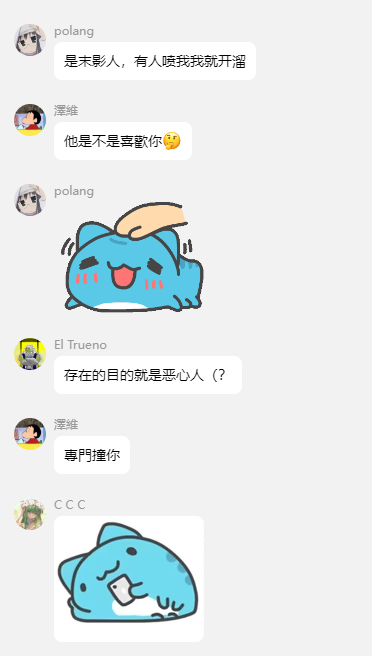 polang
是末影人，有人喷我我就开溜
澤維
他是不是喜歡你🤔
polang
El Trueno
存在的目的就是恶心人（?
澤維
專門撞你
C C C